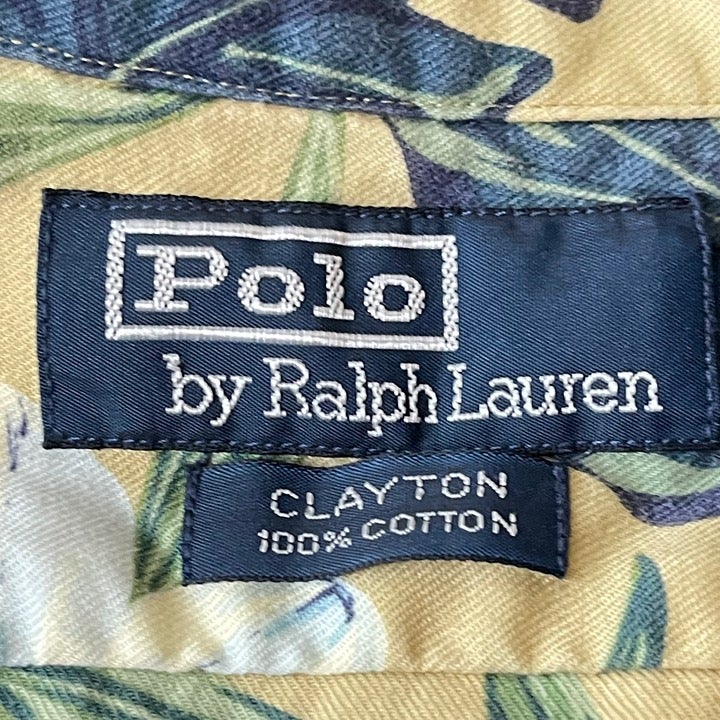 Polo
by Ralph Lauren
CLAYTON
100% COTTON